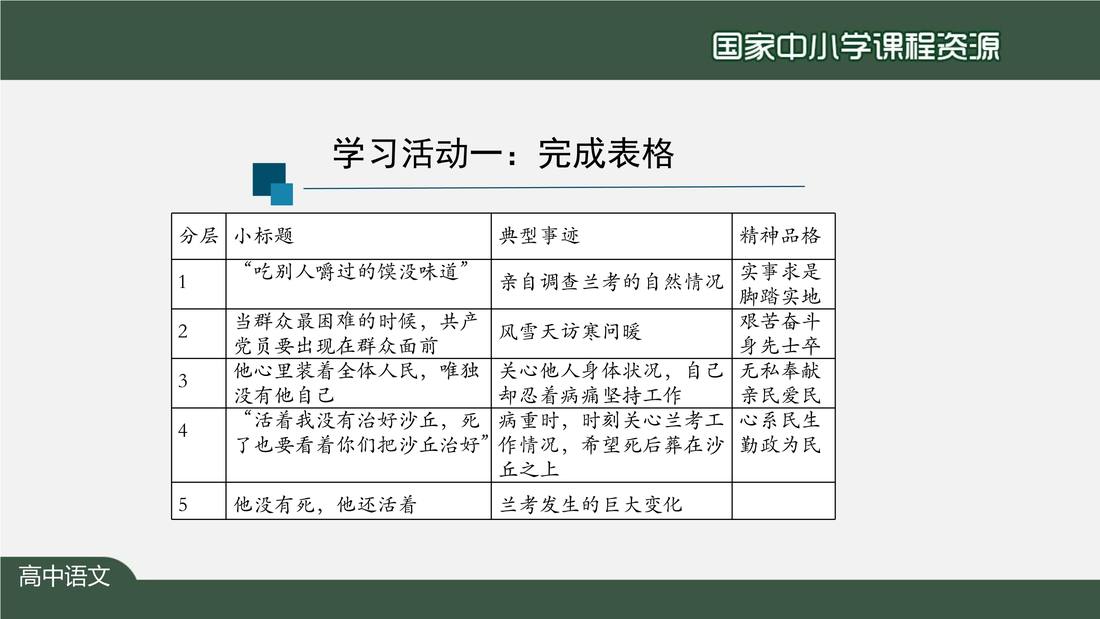 国家中小学课程资源
学习活动一：完成表格
分层 小标题 典型事迹 精神品格
1 “吃别人嚼过的馍没味道” 亲自调查兰考的自然情况 实事求是
脚踏实地
2 当群众最困难的时候，共产 风雪天访寒问暖 艰苦奋斗
党员要出现在群众面前 身先士卒
3 他心里装着全体人民，唯独 关心他人身体状况，自己 无私奉献
没有他自己 却忍着病痛坚持工作 亲民爱民
4 “活着我没有治好沙丘，死 病重时，时刻关心兰考工 心系民生
了也要看着你们把沙丘治好” 作情况，希望死后葬在沙 勤政为民
丘之上
5 他没有死，他还活着 兰考发生的巨大变化
高中语文